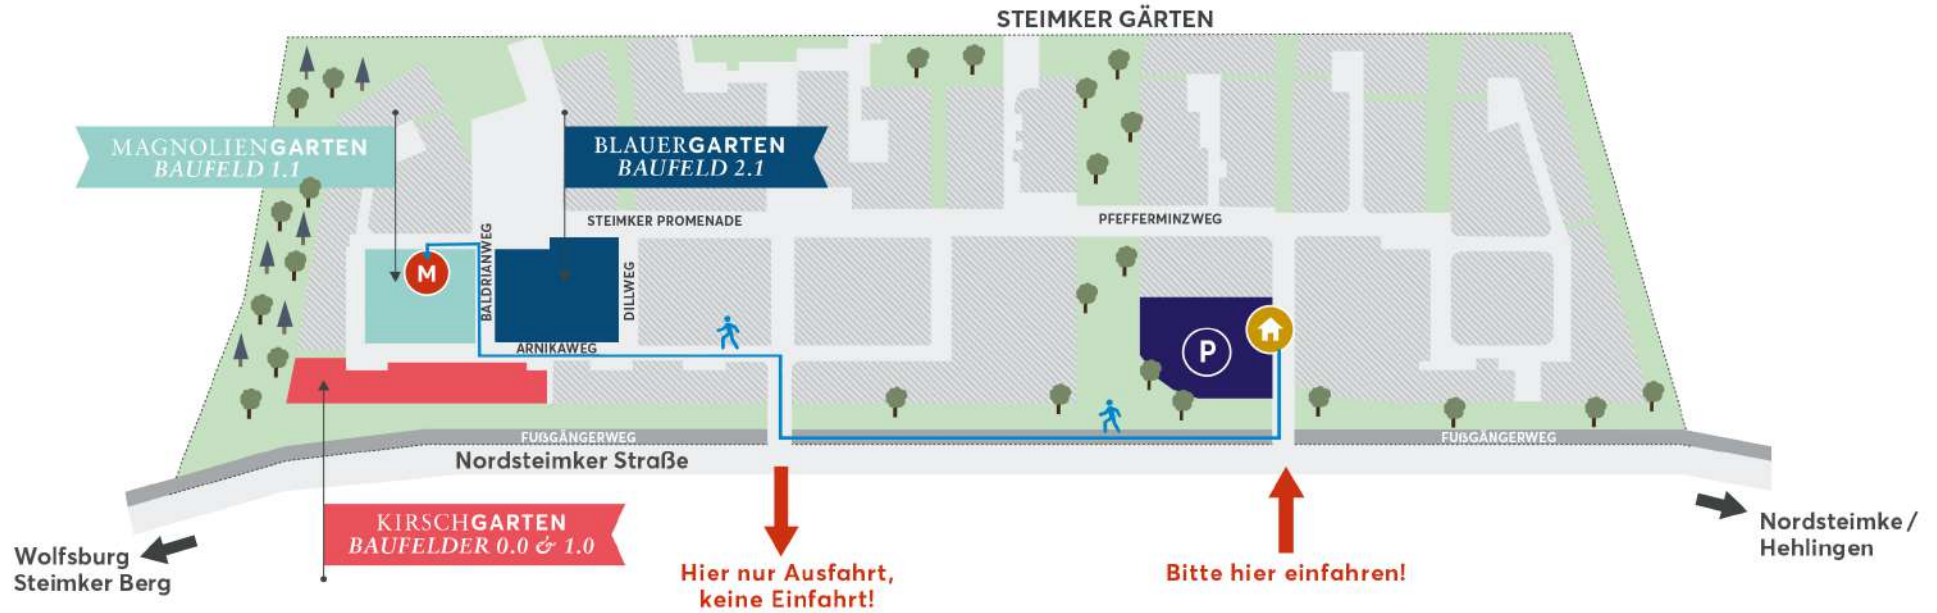 STEIMKER GÄRTEN
MAGNOLIENGARTEN
BAUFELD 1.1
BLAUERGARTEN
BAUFELD 2.1
STEIMKER PROMENADE
PFEFFERMINZWEG
BALDRIANWEG
DILLWEG
M
P
ARNIKAWEG
FUßGÄNGERWEG
FUßGÄNGERWEG
Nordsteimker Straße
KIRSCHGARTEN
BAUFELDER 0.0 & 1.0
Wolfsburg
Steimker Berg
Hier nur Ausfahrt,
keine Einfahrt!
Bitte hier einfahren!
Nordsteimke /
Hehlingen